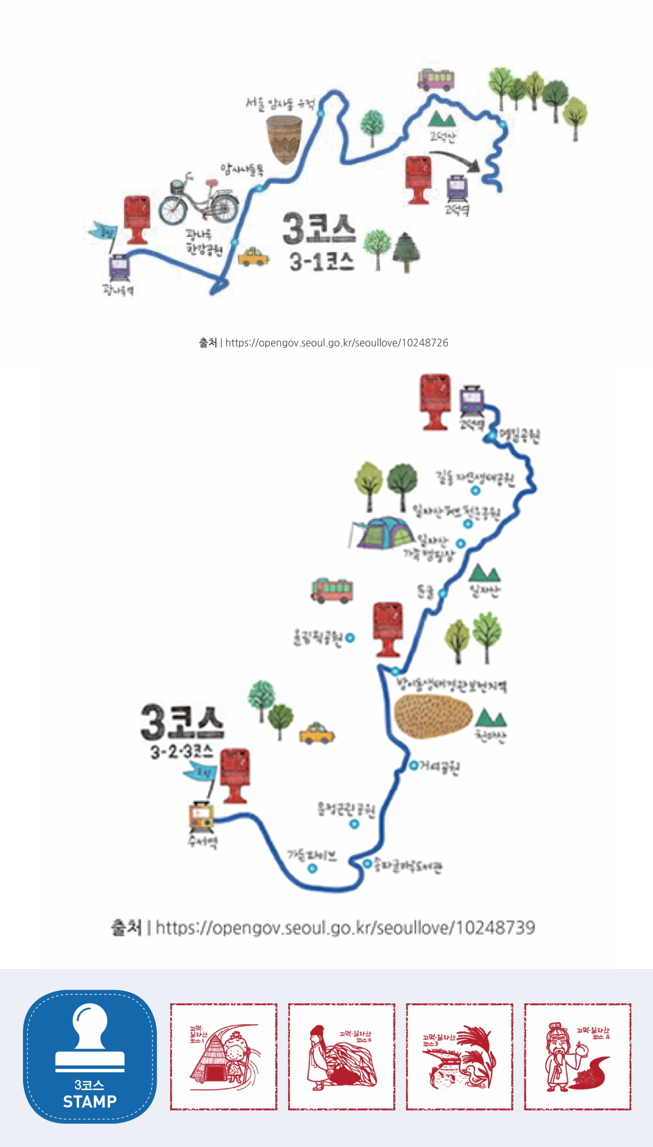 서울 암사동 유적
고덕산
암사나들목
고덕역
광나루
한강공원
3코스
3-1코스
출발
광나루역
출처 | https://opengov.seoul.go.kr/seoullove/10248726
고덕역
명일공원
길동 자연생태공원
일자산 허브천문공원
일자산
가족캠핑장
둔굴
일자산
올림픽공원
방이동생태경관보전지역
3코스
3-2·3코스
천마산
거여공원
도착
문정근린공원
수서역
가든파이브
송파글마루도서관
출처 | https://opengov.seoul.go.kr/seoullove/10248739
3코스
STAMP
고덕·일자산
코스1
고덕·일자산
코스2
고덕·일자산
코스3
고덕·일자산
코스4